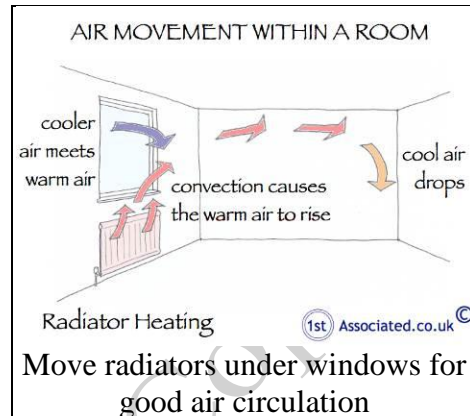 AIR MOVEMENT WITHIN A ROOM
cooler
air meets
warm air
convection causes
the warm air to rise
cool air
drops
Radiator Heating
1st Associated.co.uk ©
Move radiators under windows for
good air circulation